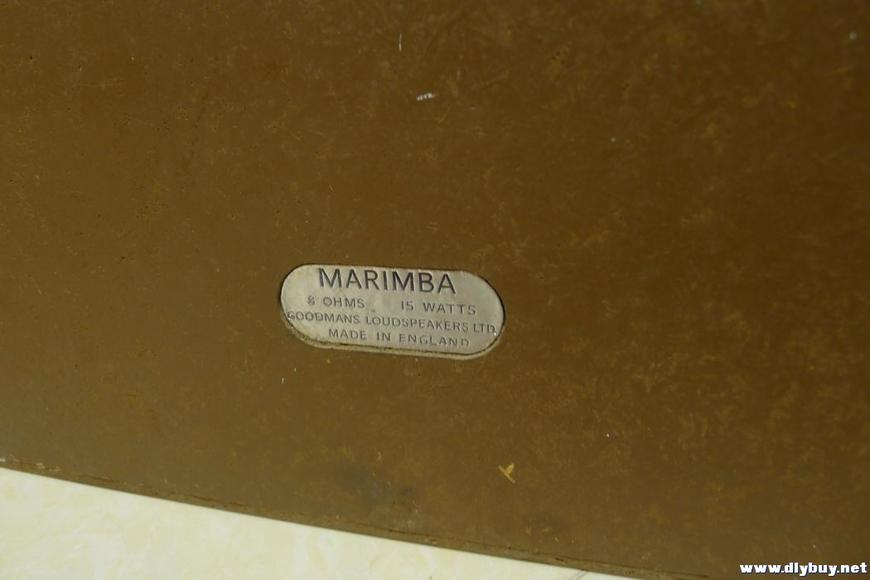 MARIMBA
8 OHMS 15 WATTS
GOODMANS LOUDSPEAKERS LTD.
MADE IN ENGLAND
www.dlybuy.net